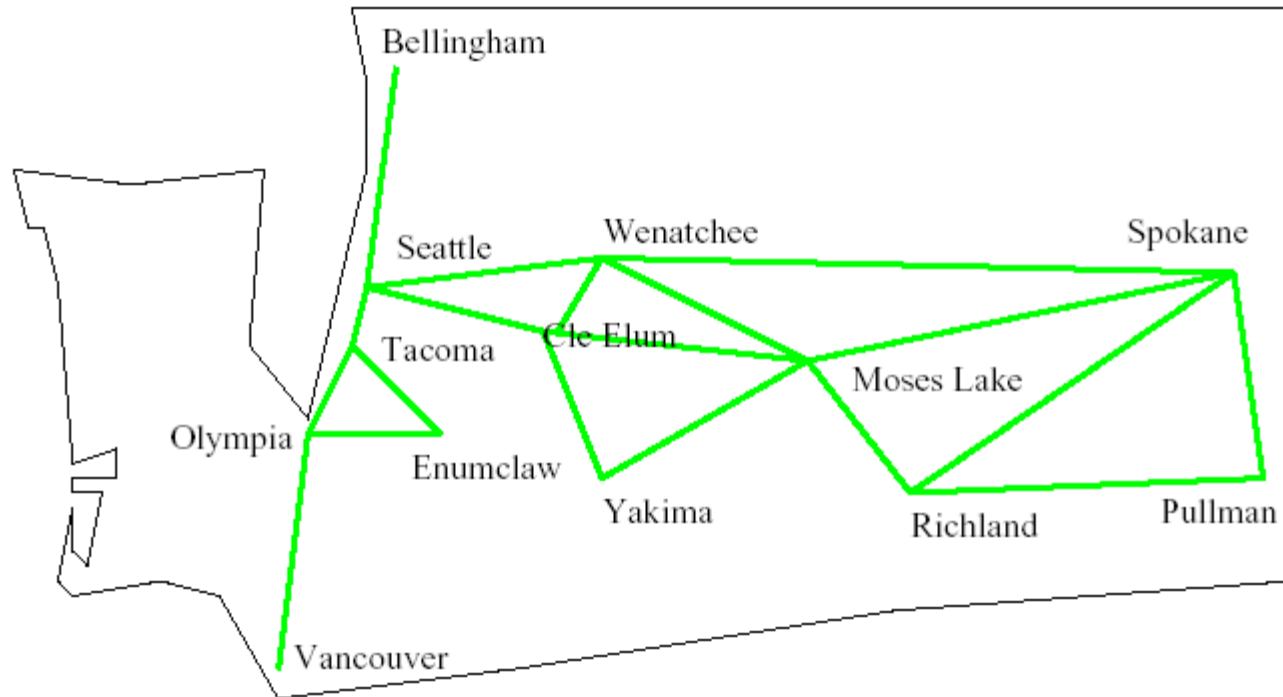 Bellingham
Seattle
Wenatchee
Spokane
Cle Elum
Tacoma
Moses Lake
Olympia
Enumclaw
Yakima
Richland
Pullman
Vancouver